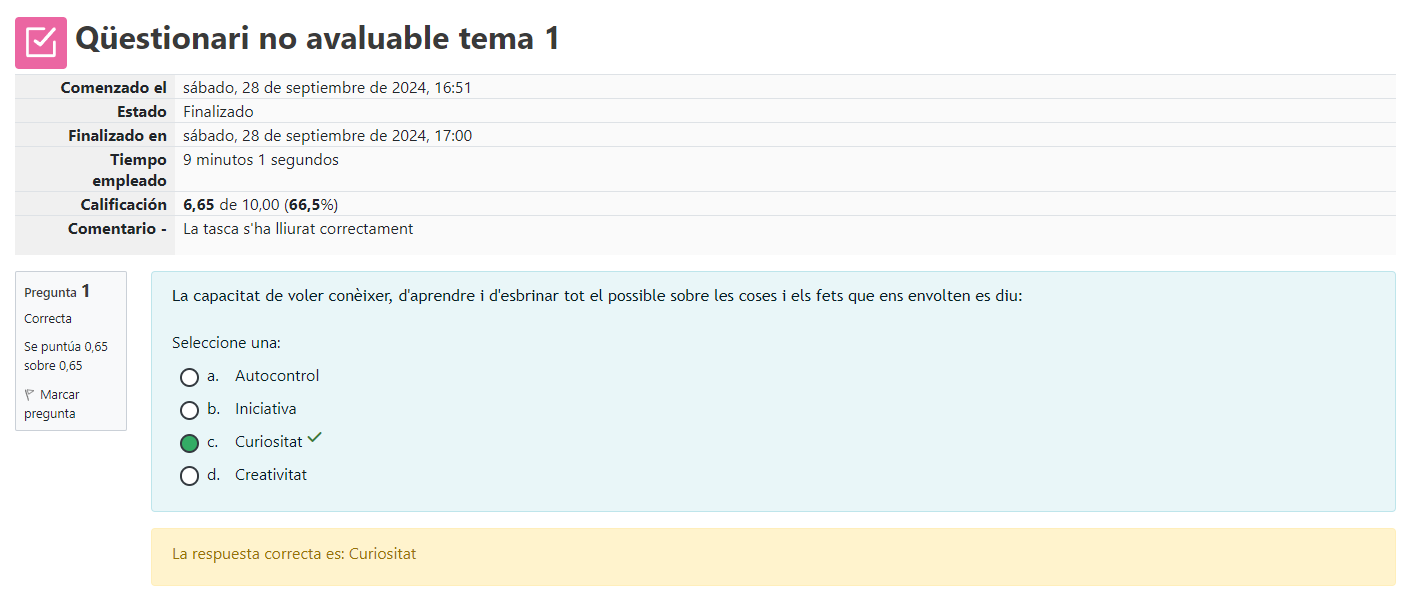 Qüestionari no avaluable tema 1
Comenzado el sábado, 28 de septiembre de 2024, 16:51
Estado Finalizado
Finalizado en sábado, 28 de septiembre de 2024, 17:00
Tiempo empleado 9 minutos 1 segundos
Calificación 6,65 de 10,00 (66,5%)
Comentario - La tasca s'ha lliurat correctament
Pregunta 1
Correcta
Se puntúa 0,65
sobre 0,65
Marcar
pregunta
La capacitat de voler conèixer, d'aprendre i d'esbrinar tot el possible sobre les coses i els fets que ens envolten es diu:
Seleccione una:
a. Autocontrol
b. Iniciativa
c. Curiositat
d. Creativitat
La respuesta correcta es: Curiositat